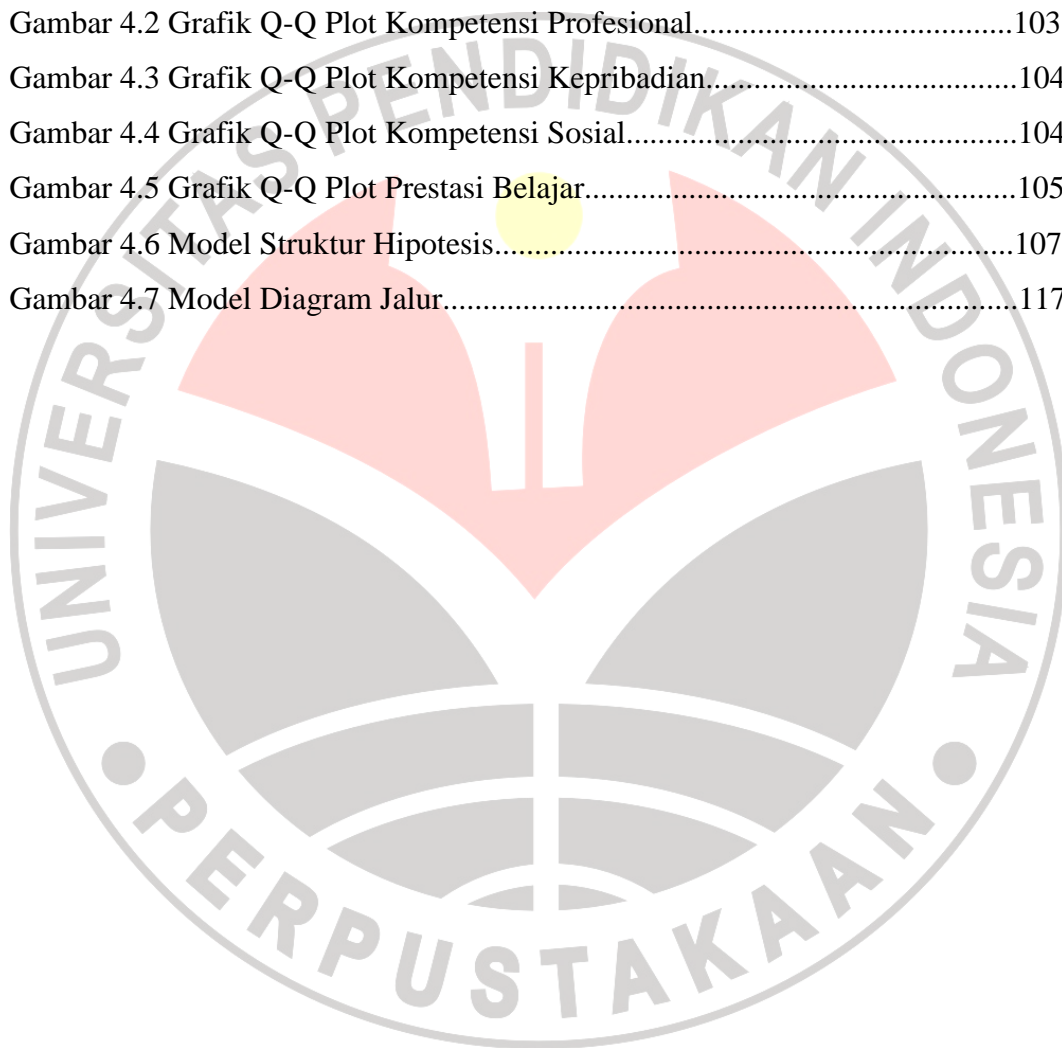 Gambar 4.2 Grafik Q-Q Plot Kompetensi Profesional....................................103
Gambar 4.3 Grafik Q-Q Plot Kompetensi Kepribadian...................................104
Gambar 4.4 Grafik Q-Q Plot Kompetensi Sosial............................................104
Gambar 4.5 Grafik Q-Q Plot Prestasi Belajar.................................................105
Gambar 4.6 Model Struktur Hipotesis.............................................................107
Gambar 4.7 Model Diagram Jalur.................................................................117
UNIVERSITAS PENDIDIKAN INDONESIA
PERPUSTAKAAN